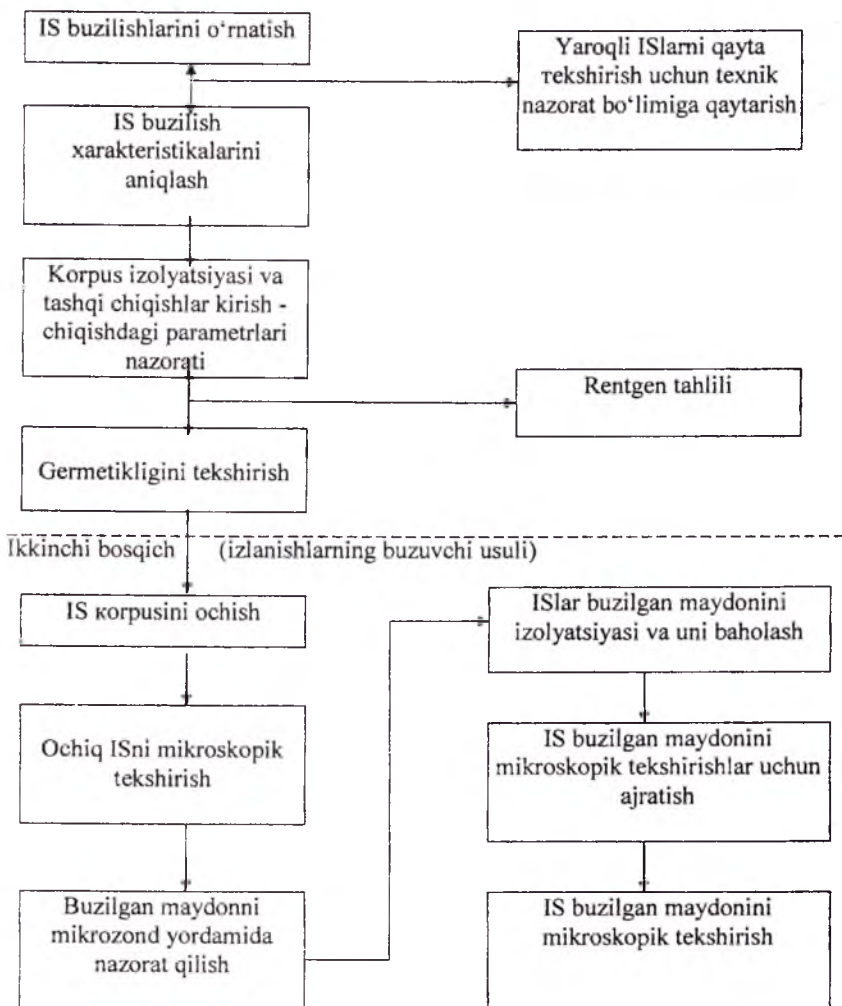 IS buzilishlarini o‘rnatish
Yaroqli ISlarni qayta
тekshirish uchun texnik
nazorat bo‘limiga qaytarish
IS buzilish
xarakteristikalarini
aniqlash
Korpus izolyatsiyasi va
tashqi chiqishlar kirish -
chiqishdagi parametrlari
nazorati
Rentgen tahlili
Germetikligini tekshirish
Ikkinchi bosqich (izlanishlarning buzuvchi usuli)
IS кorpusini ochish
Ochiq ISni mikroskopik
tekshirish
Buzilgan maydonni
mikrozond yordamida
nazorat qilish
ISlar buzilgan maydonini
izolyatsiyasi va uni baholash
IS buzilgan maydonini
mikroskopik tekshirishlar uchun
ajratish
IS buzilgan maydonini
mikroskopik tekshirish